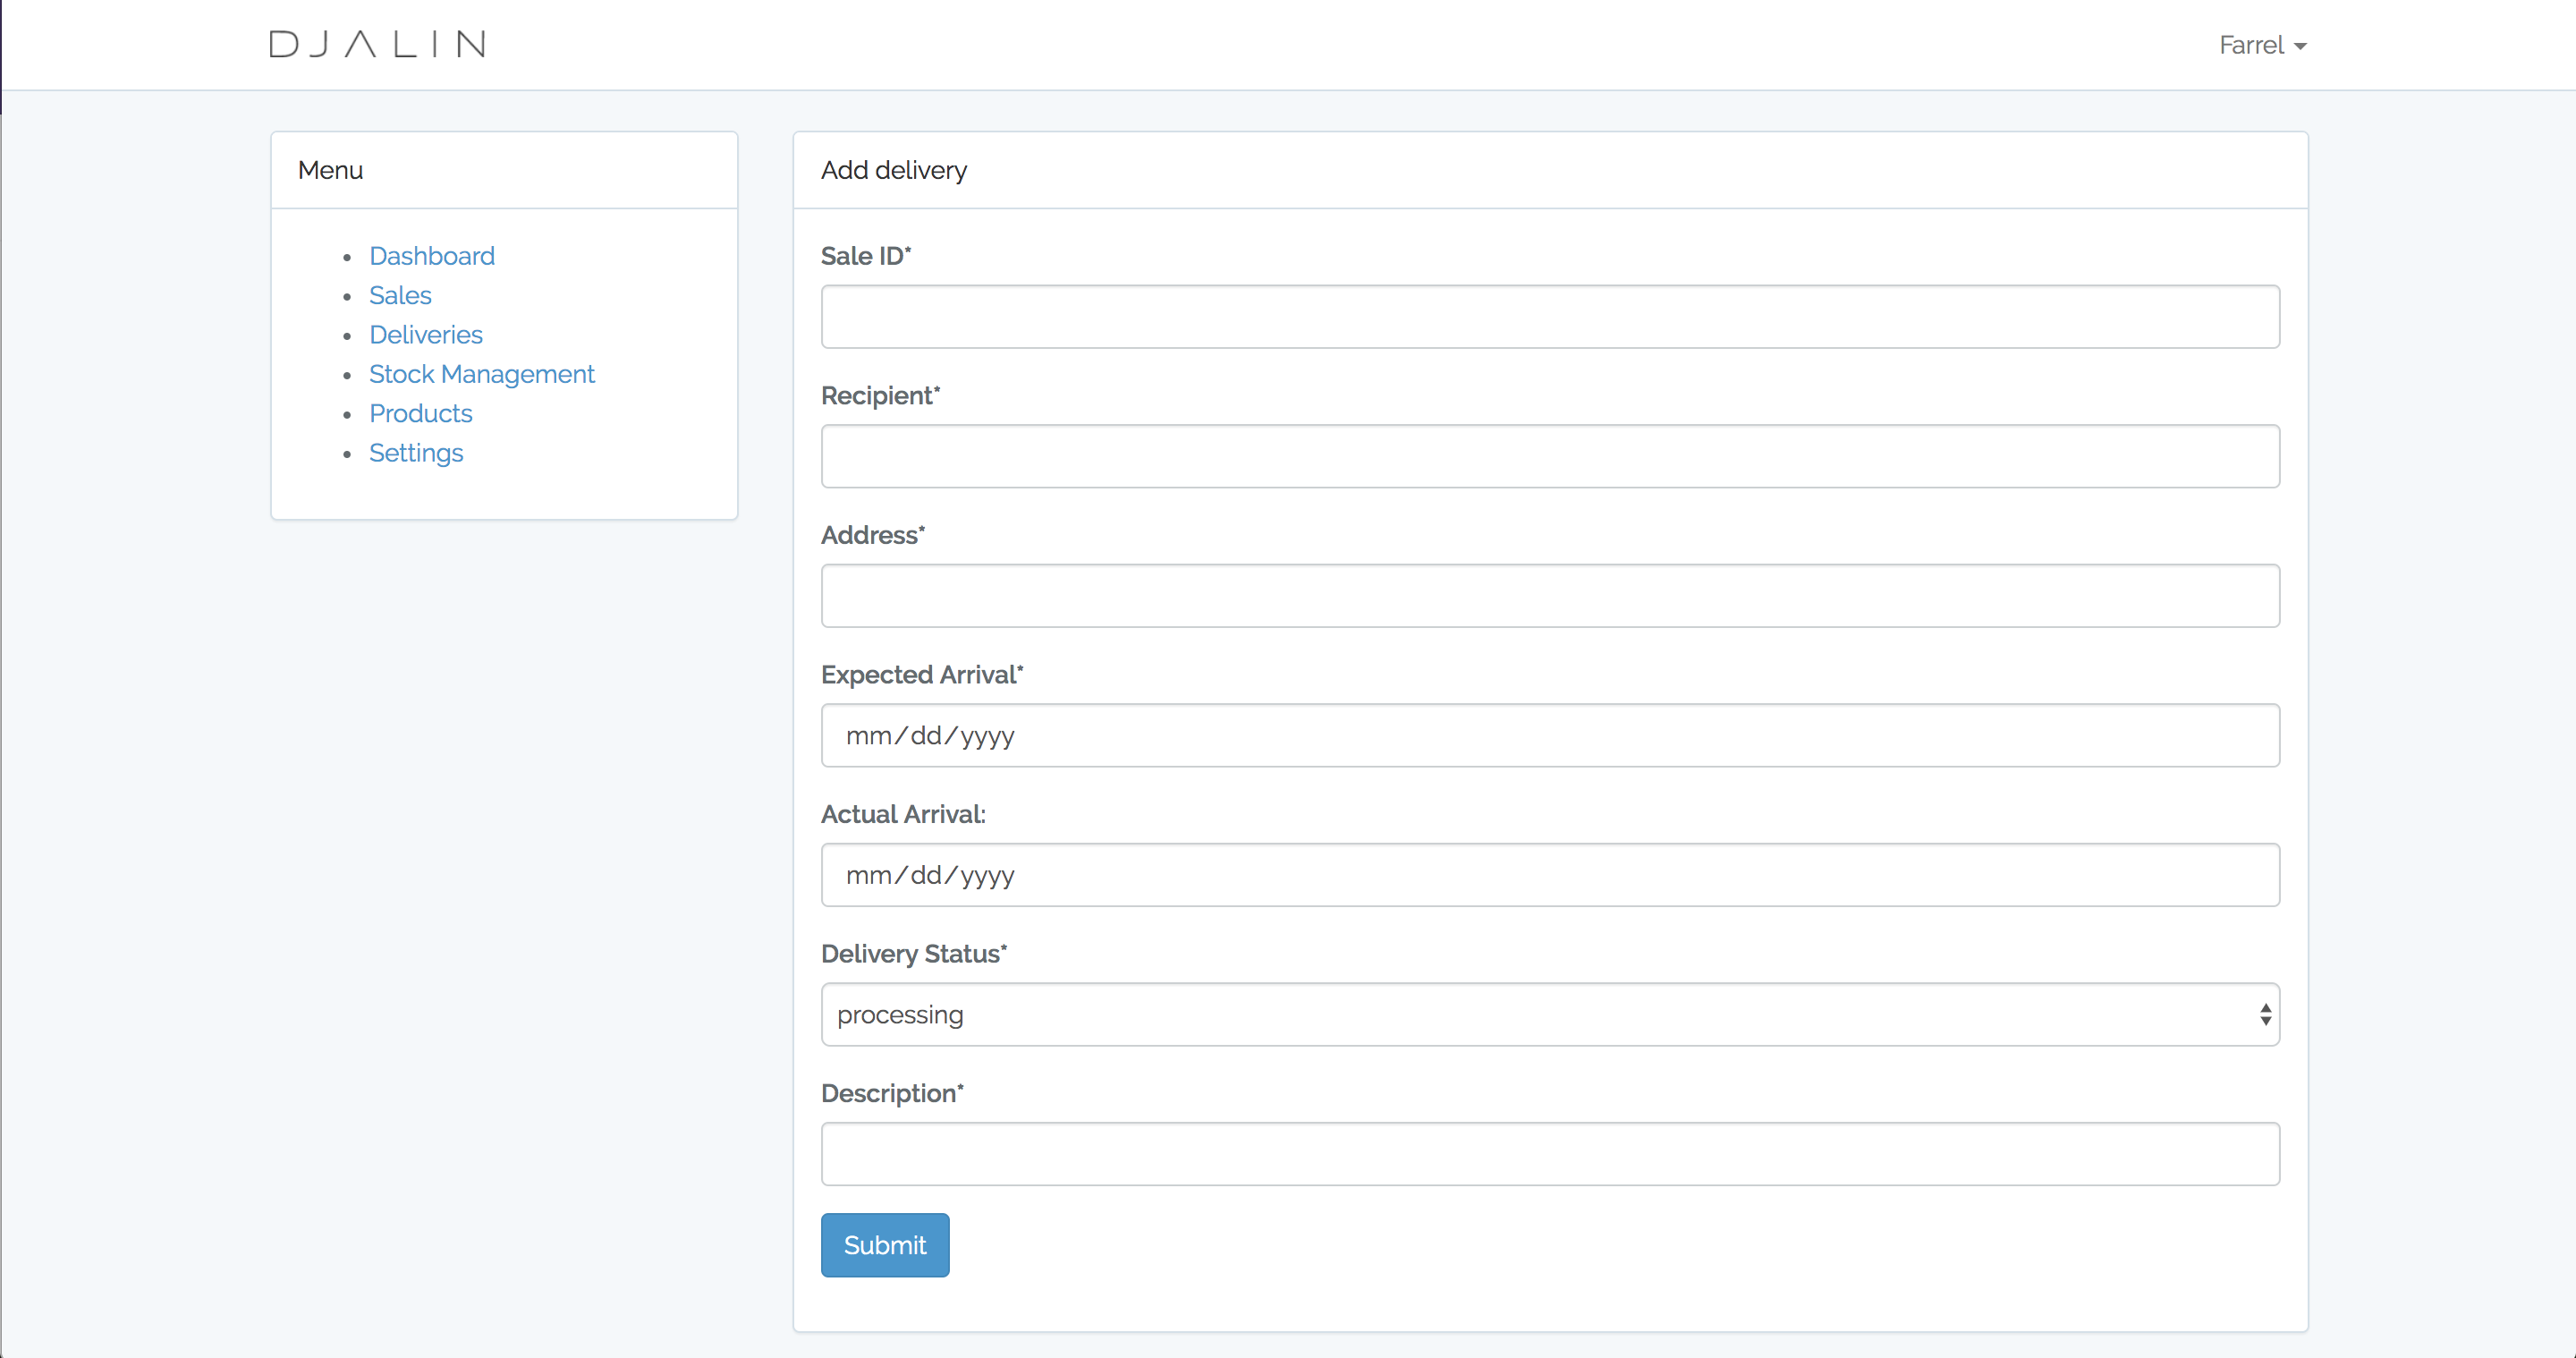 DJALIN
Farrel
Menu
Dashboard
Sales
Deliveries
Stock Management
Products
Settings
Add delivery
Sale ID*
Recipient*
Address*
Expected Arrival*
mm/dd/yyyy
Actual Arrival:
mm/dd/yyyy
Delivery Status*
processing
Description*
Submit